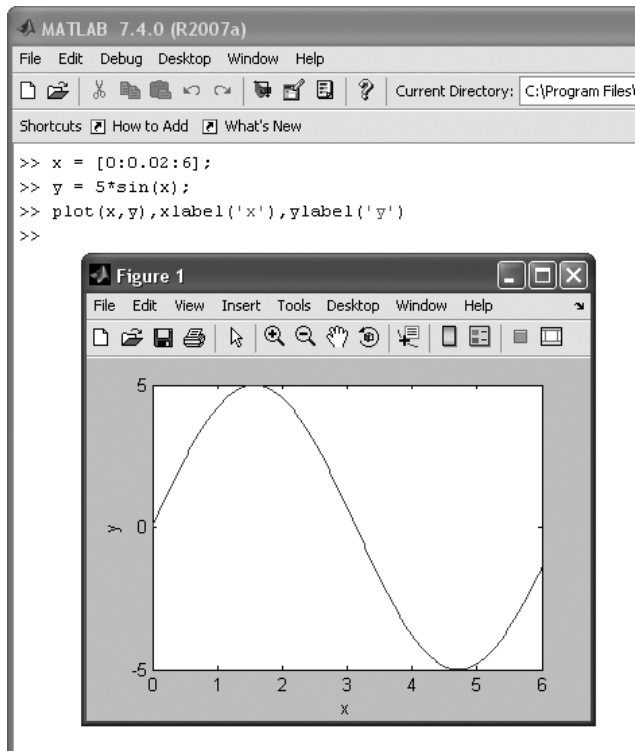 MATLAB 7.4.0 (R2007a)
File Edit Debug Desktop Window Help
Current Directory: C:\Program Files\
Shortcuts How to Add What's New
>> x = [0:0.02:6];
>> y = 5*sin(x);
>> plot(x,y),xlabel('x'),ylabel('y')
>>
Figure 1
File Edit View Insert Tools Desktop Window Help
5
y 0
-5
0 1 2 3 4 5 6
x